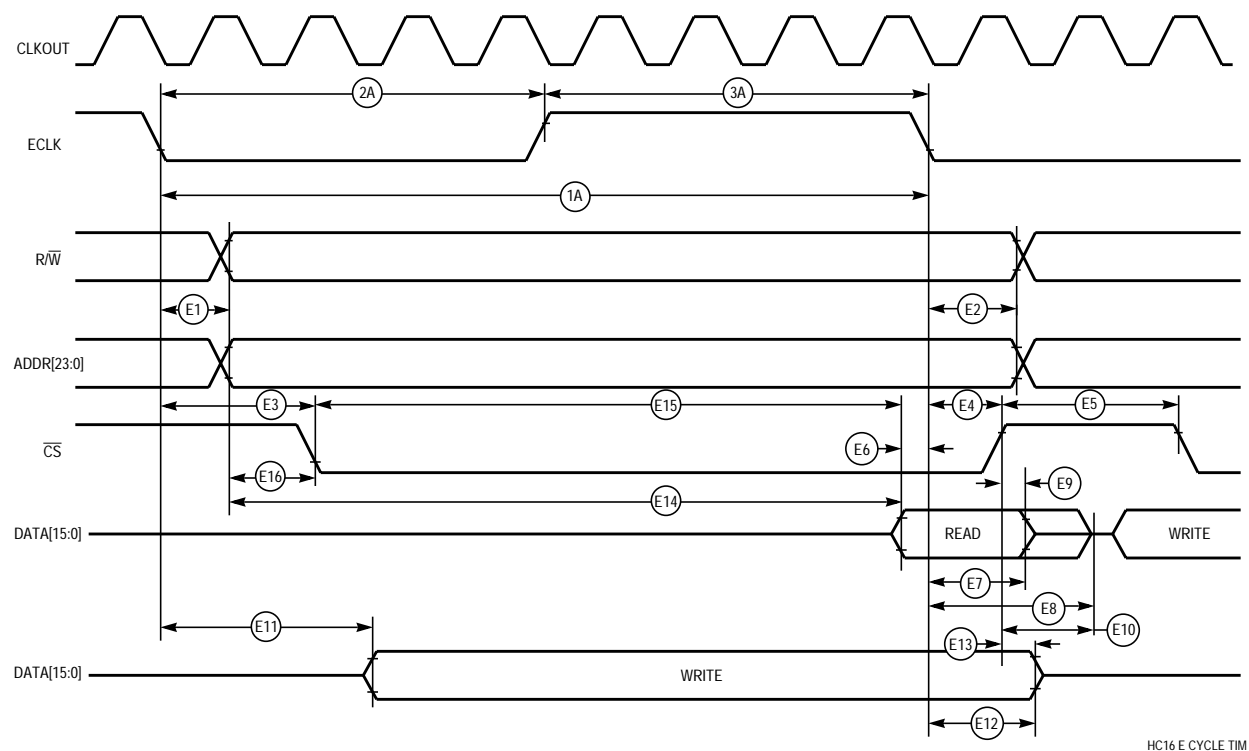 CLKOUT
2A
3A
ECLK
1A
R/W̅
E1
E2
ADDR[23:0]
E3
E15
E4
E5
C̅S̅
E6
E16
E9
E14
DATA[15:0]
READ
WRITE
E7
E8
E11
E10
E13
DATA[15:0]
WRITE
E12
HC16 E CYCLE TIM